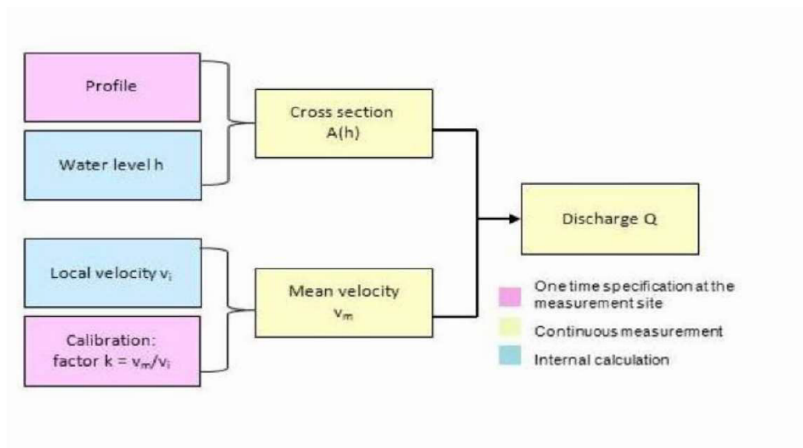 Profile
Water level h
Cross section
A(h)
Local velocity vᵢ
Calibration:
factor k = vₘ/vᵢ
Mean velocity
vₘ
Discharge Q
One time specification at the
measurement site
Continuous measurement
Internal calculation